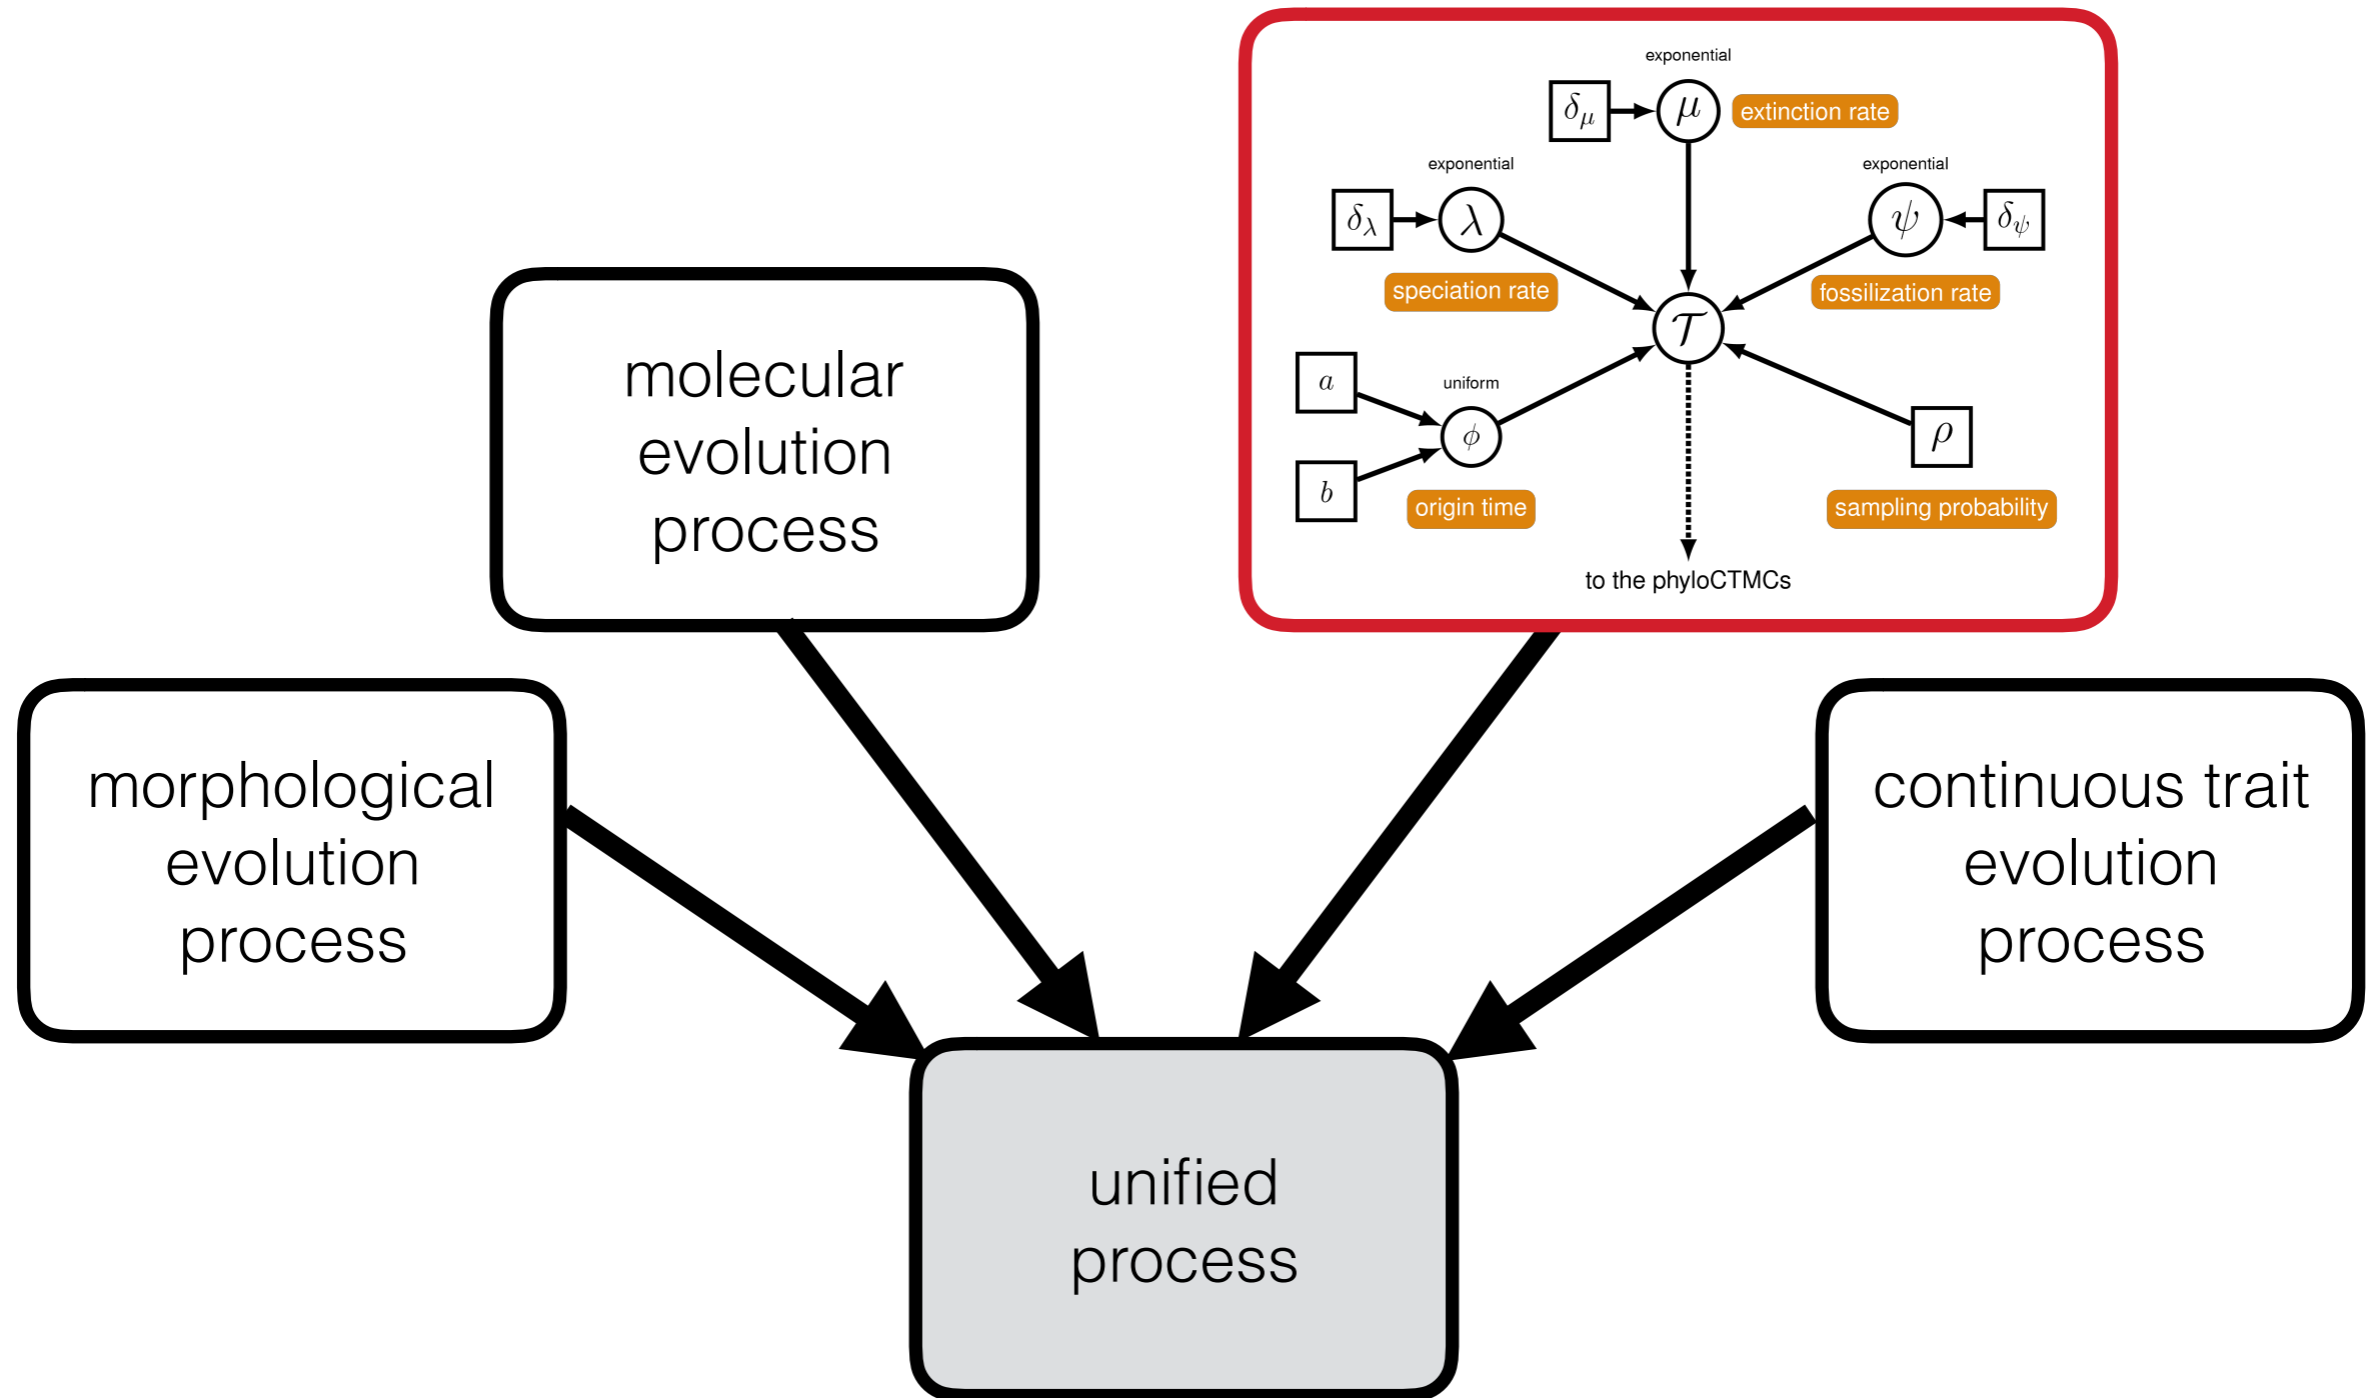 exponential
δμ
μ
extinction rate
exponential
exponential
δλ
λ
ψ
δψ
speciation rate
fossilization rate
𝒯
a
uniform
ϕ
b
ρ
origin time
sampling probability
to the phyloCTMCs
molecular
evolution
process
morphological
evolution
process
continuous trait
evolution
process
unified
process